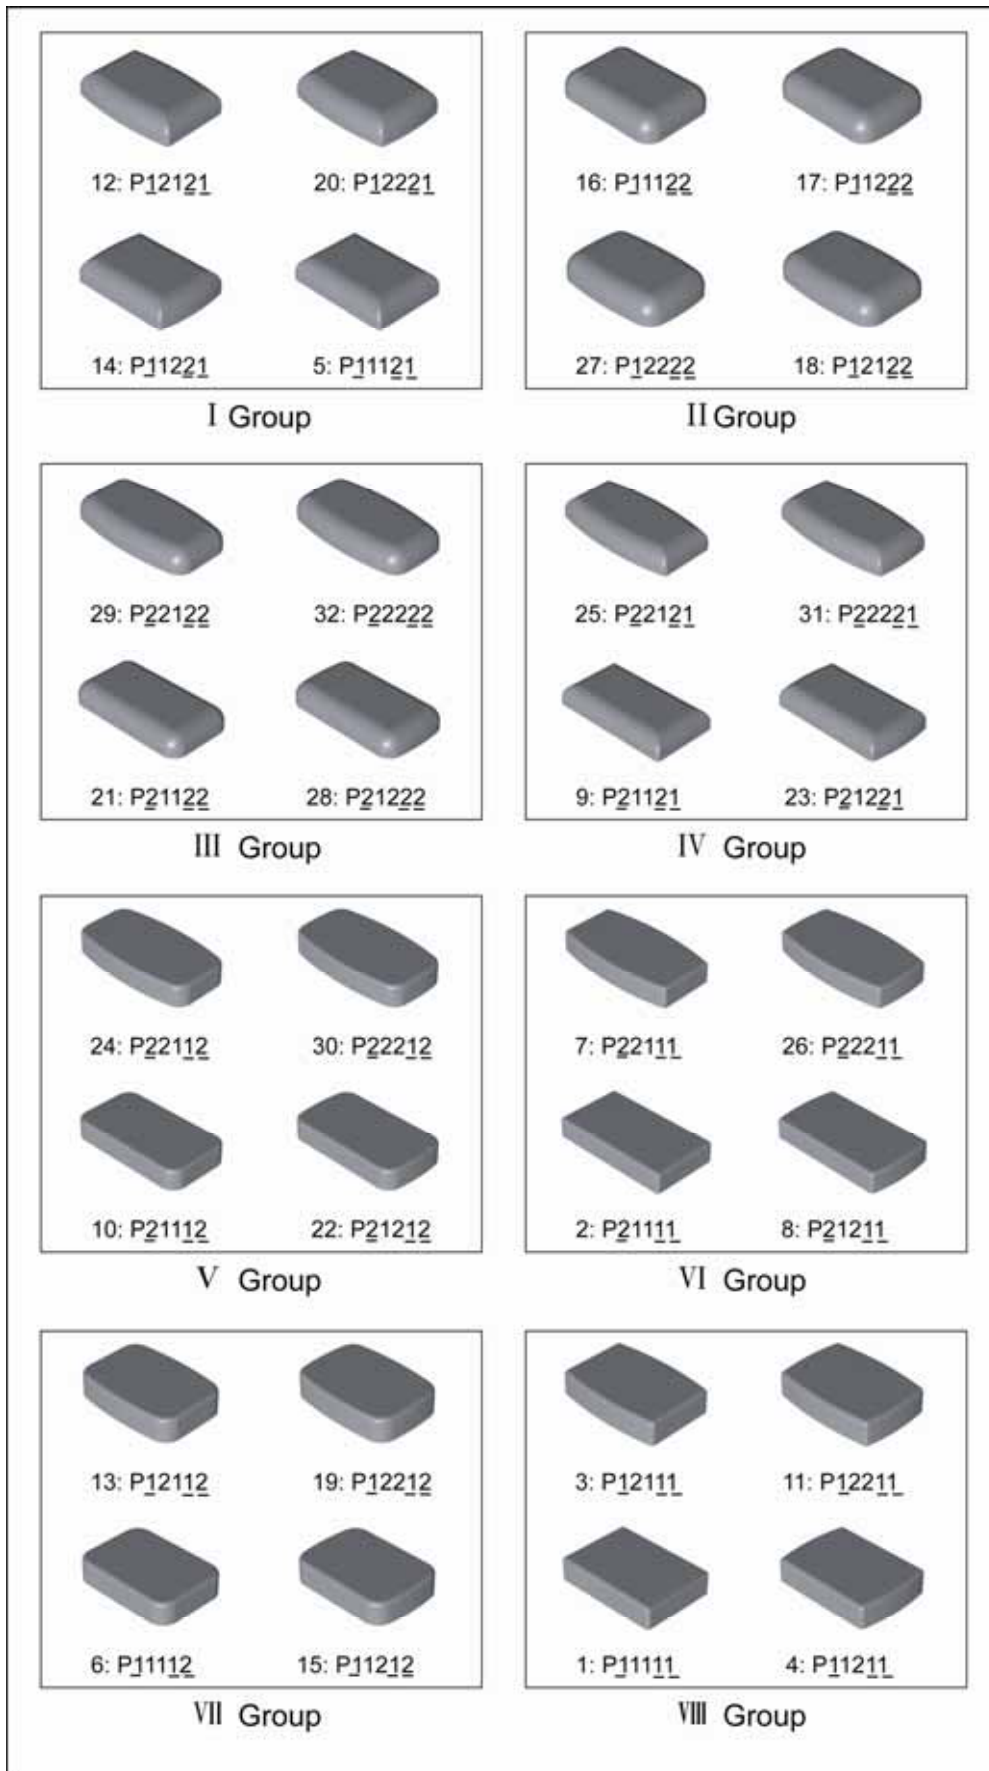 12: P12121 20: P12221
14: P11221 5: P11121
I Group
16: P11122 17: P11222
27: P12222 18: P12122
II Group
29: P22122 32: P22222
21: P21122 28: P21222
III Group
25: P22121 31: P22221
9: P21121 23: P21221
IV Group
24: P22112 30: P22212
10: P21112 22: P21212
V Group
7: P22111 26: P22211
2: P21111 8: P21211
VI Group
13: P12112 19: P12212
6: P11112 15: P11212
VII Group
3: P12111 11: P12211
1: P11111 4: P11211
VIII Group